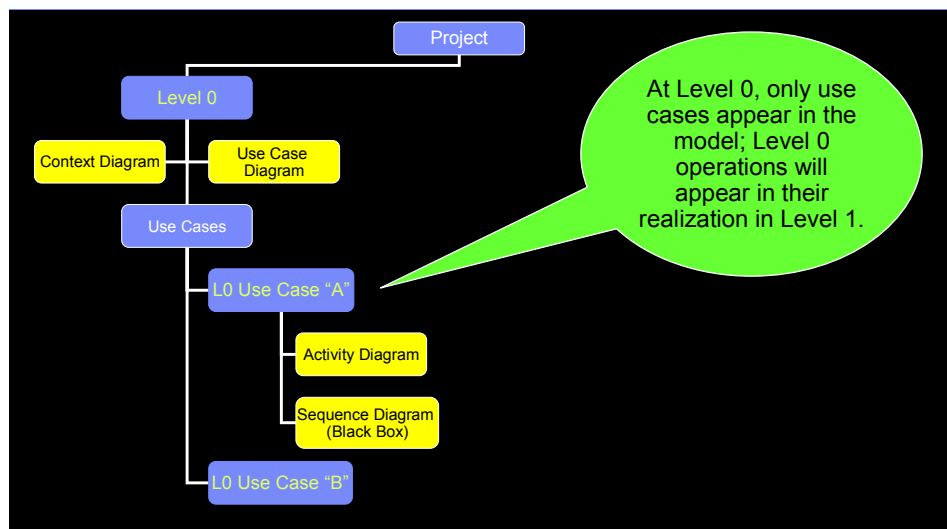 Project
Level 0
Context Diagram
Use Case
Diagram
Use Cases
L0 Use Case “A”
Activity Diagram
Sequence Diagram
(Black Box)
L0 Use Case “B”
At Level 0, only use
cases appear in the
model; Level 0
operations will
appear in their
realization in Level 1.